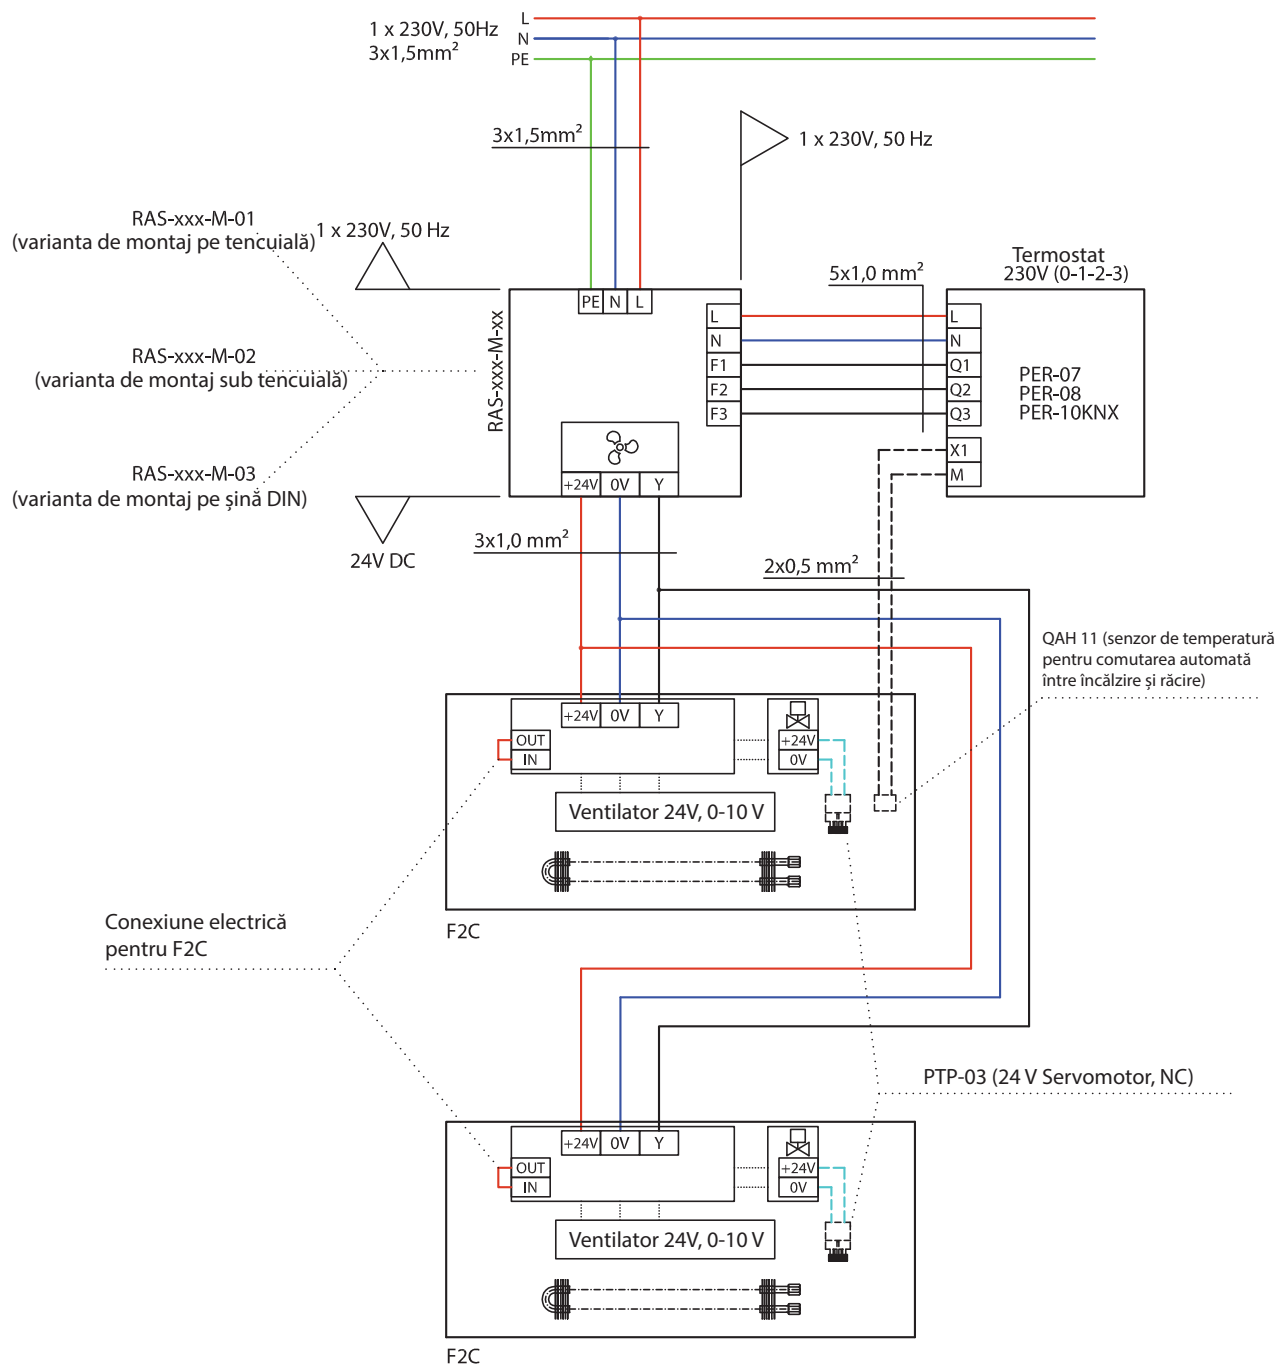 L
1 x 230V, 50Hz
N
3x1,5mm²
PE
3x1,5mm²
1 x 230V, 50 Hz
RAS-xxx-M-01
(varianta de montaj pe tencuială)
1 x 230V, 50 Hz
Termostat
230V (0-1-2-3)
5x1,0 mm²
PE N L
RAS-xxx-M-xx
L
N
F1
F2
F3
L
N
Q1
Q2
Q3
X1
M
PER-07
PER-08
PER-10KNX
RAS-xxx-M-02
(varianta de montaj sub tencuială)
RAS-xxx-M-03
(varianta de montaj pe șină DIN)
+24V 0V Y
24V DC
3x1,0 mm²
2x0,5 mm²
QAH 11 (senzor de temperatură
pentru comutarea automată
între încălzire și răcire)
+24V 0V Y
OUT
IN
+24V
0V
Ventilator 24V, 0-10 V
F2C
Conexiune electrică
pentru F2C
PTP-03 (24 V Servomotor, NC)
+24V 0V Y
OUT
IN
+24V
0V
Ventilator 24V, 0-10 V
F2C